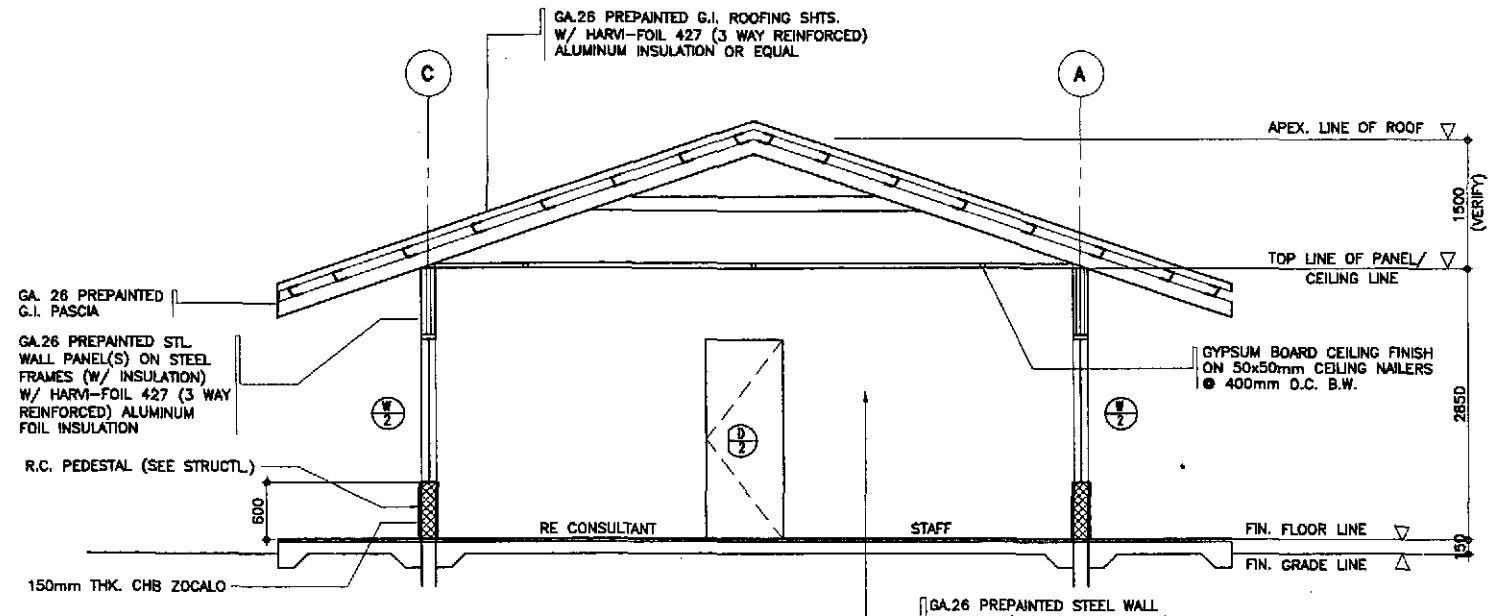 GA.26 PREPAINTED G.I. ROOFING SHTS.
W/ HARVI-FOIL 427 (3 WAY REINFORCED)
ALUMINUM INSULATION OR EQUAL
C
A
APEX. LINE OF ROOF
1500
(VERIFY)
TOP LINE OF PANEL/
CEILING LINE
GA. 26 PREPAINTED
G.I. PASCIA
GA.26 PREPAINTED STL.
WALL PANEL(S) ON STEEL
FRAMES (W/ INSULATION)
W/ HARVI-FOIL 427 (3 WAY
REINFORCED) ALUMINUM
FOIL INSULATION
GYPSUM BOARD CEILING FINISH
ON 50x50mm CEILING NAILERS
@ 400mm O.C. B.W.
W
2
D
2
W
2
2850
R.C. PEDESTAL (SEE STRUCTL.)
600
RE CONSULTANT
STAFF
FIN. FLOOR LINE
150
FIN. GRADE LINE
150mm THK. CHB ZOCALO
GA.26 PREPAINTED STEEL WALL